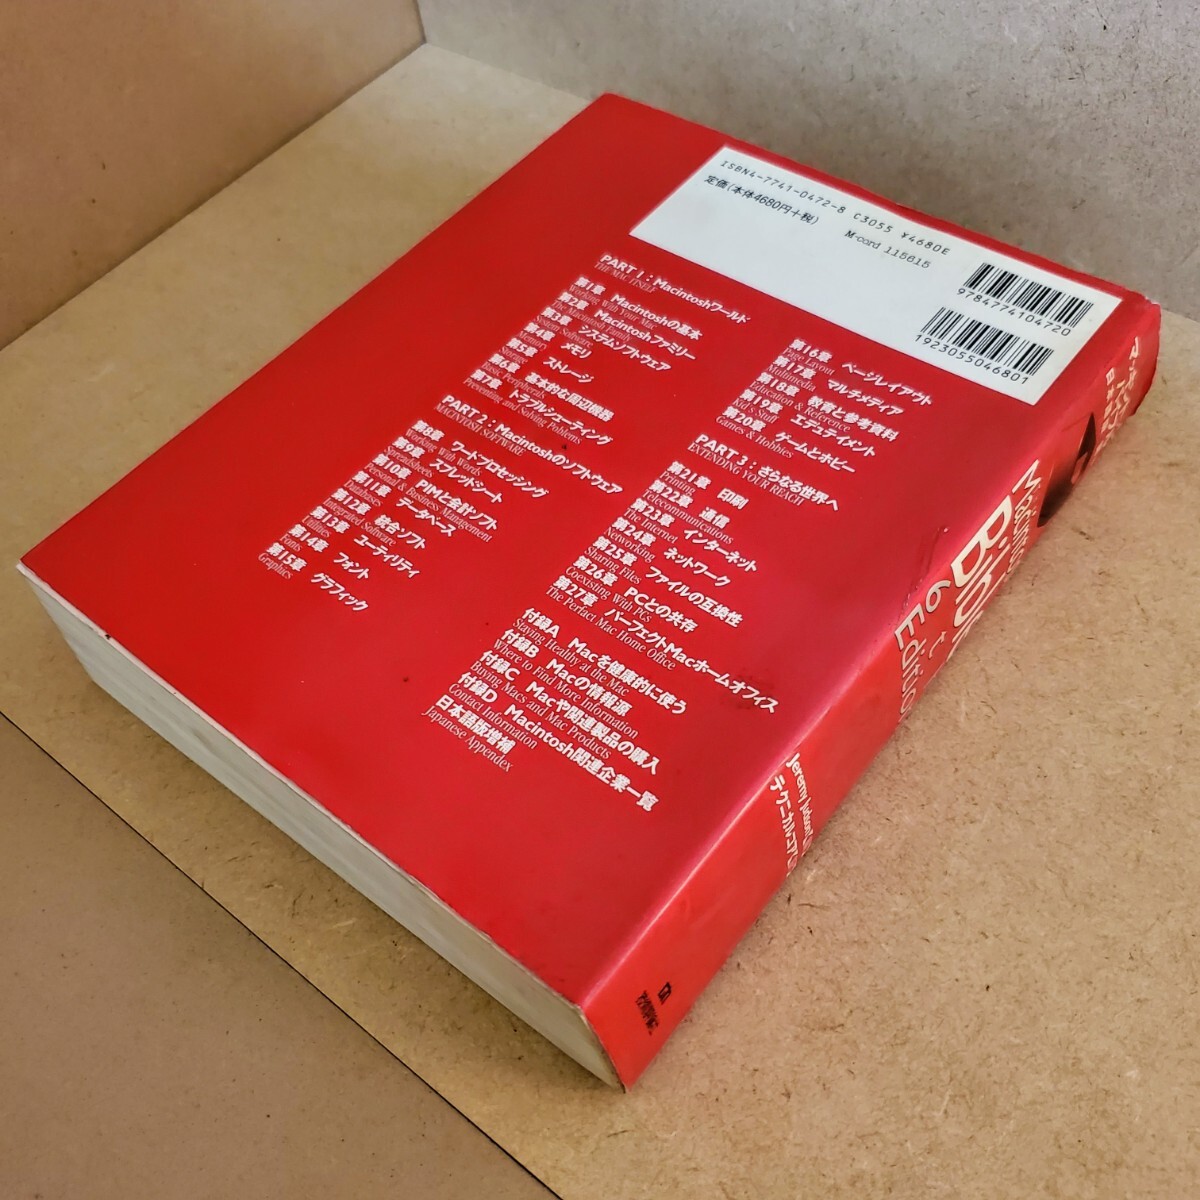 ISBN4-7741-0472-8 C3055 ¥4680E
定価(本体4680円+税)
M-cord 115615
9784774104720
1923055046801
PART 1：Macintoshワールド
THE MAC ITSELF
第1章 Macintoshの基本
Working With Your Mac
第2章 Macintoshファミリー
The Macintosh Family
第3章 システムソフトウェア
System Software
第4章 メモリ
Memory
第5章 ストレージ
Storage
第6章 基本的な周辺機器
Basic Peripherals
第7章 トラブルシューティング
Preventing and Solving Poblems
PART 2：Macintoshのソフトウェア
MACINTOSH SOFTWARE
第8章 ワードプロセッシング
Working With Words
第9章 スプレッドシート
Spreadsheets
第10章 PIMと会計ソフト
Personal & Business Management
第11章 データベース
Databases
第12章 統合ソフト
Integrated Software
第13章 ユーティリティ
Utilities
第14章 フォント
Fonts
第15章 グラフィック
Graphics
第16章 ページレイアウト
Page Layout
第17章 マルチメディア
Multimedia
第18章 教育と参考資料
Education & Reference
第19章 エデュティメント
Kid's Stuff
第20章 ゲームとホビー
Games & Hobbies
PART 3：さらなる世界へ
EXTENDING YOUR REACH
第21章 印刷
Printing
第22章 通信
Telecommunications
第23章 インターネット
The Internet
第24章 ネットワーク
Networking
第25章 ファイルの互換性
Sharing Files
第26章 PCとの共存
Coexisting With PCs
第27章 パーフェクトMacホームオフィス
The Perfect Mac Home Office
付録A Macを健康的に使う
Staying Healthy at the Mac
付録B Macの情報源
Where to Find More Information
付録C Macや関連製品の購入
Buying Macs and Mac Products
付録D Macintosh関連企業一覧
Contact Information
日本語版増補
Japanese Appendex
6 Editio
Jeremy Judson
テクニカルコア